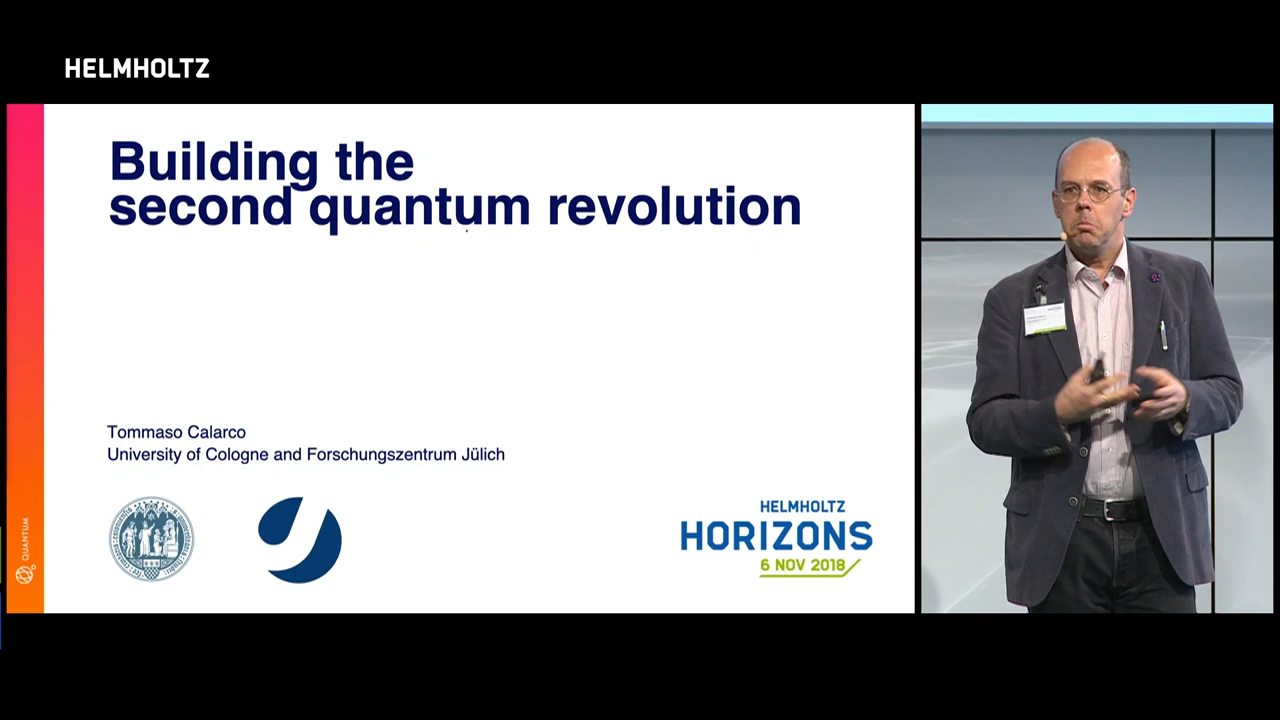 HELMHOLTZ
Building the
second quantum revolution
Tommaso Calarco
University of Cologne and Forschungszentrum Jülich
HELMHOLTZ
HORIZONS
6 NOV 2018
QUANTUM